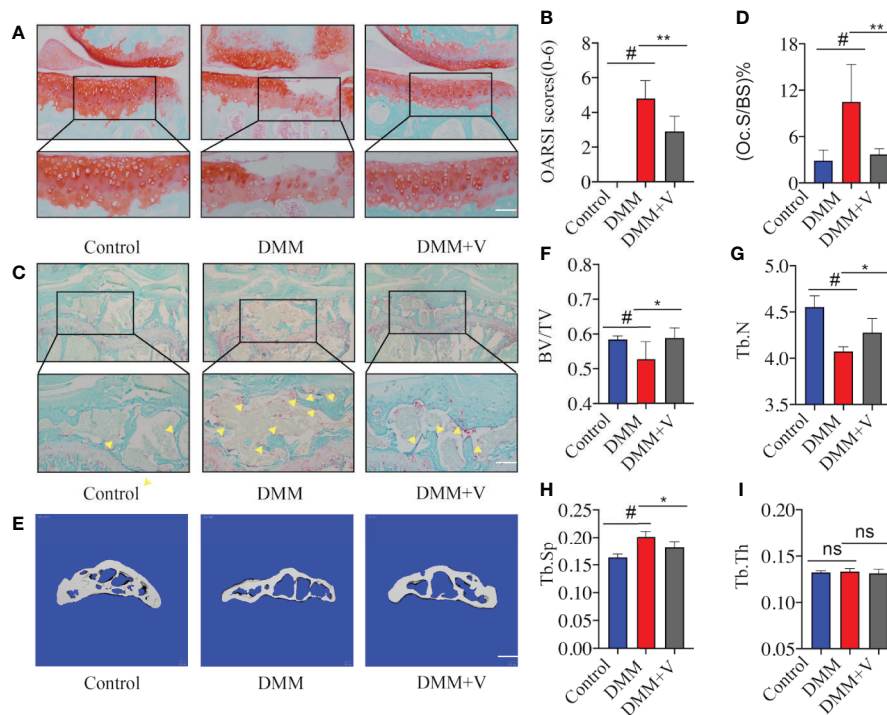 A
Control
DMM
DMM+V
B
OARSI scores(0-6)
8
6
4
2
0
#
**
Control
DMM
DMM+V
D
(Oc.S/BS)%
18
12
6
0
#
**
Control
DMM
DMM+V
C
Control
DMM
DMM+V
F
BV/TV
0.8
0.7
0.6
0.5
0.4
#
*
Control
DMM
DMM+V
G
Tb.N
5.0
4.5
4.0
3.5
#
*
Control
DMM
DMM+V
E
Control
DMM
DMM+V
H
Tb.Sp
0.25
0.20
0.15
0.10
0.05
0.00
#
*
Control
DMM
DMM+V
I
Tb.Th
0.20
0.15
0.10
0.05
ns
ns
Control
DMM
DMM+V